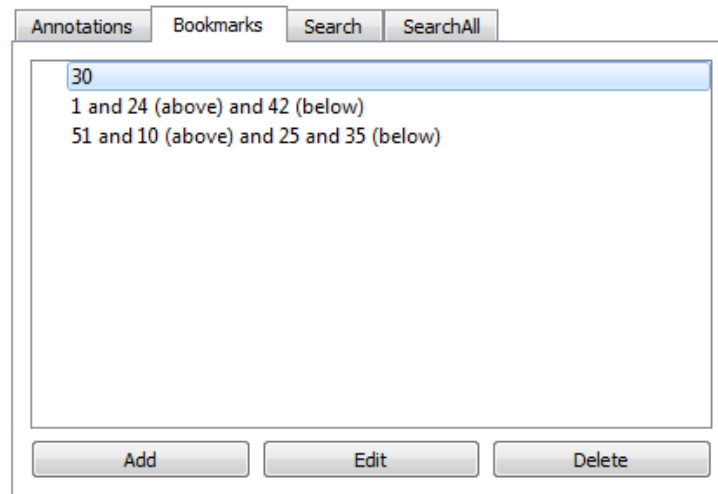 Annotations Bookmarks Search SearchAll
30
1 and 24 (above) and 42 (below)
51 and 10 (above) and 25 and 35 (below)
Add Edit Delete